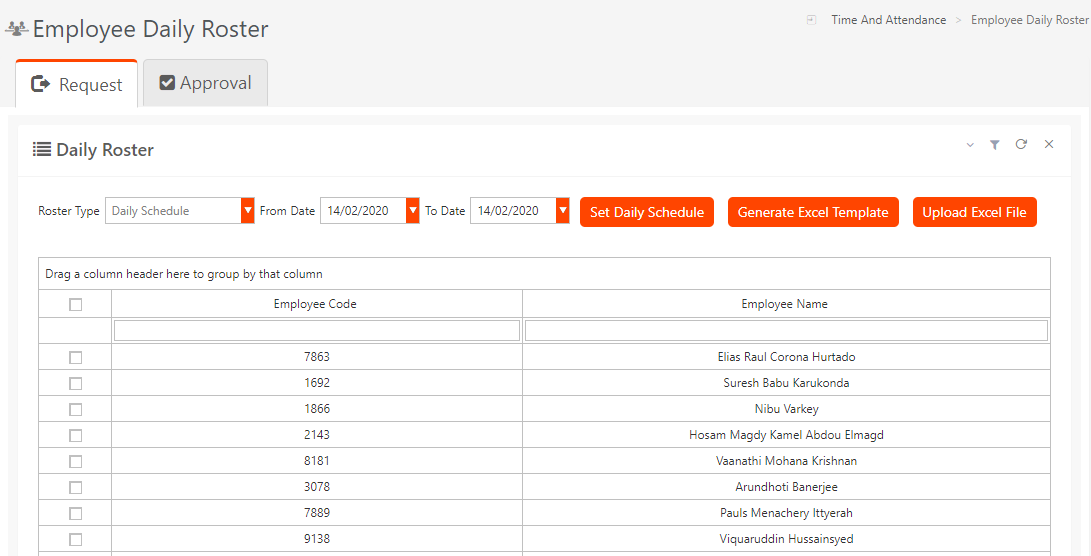 Employee Daily Roster
Time And Attendance > Employee Daily Roster
Request
Approval
Daily Roster
Roster Type Daily Schedule From Date 14/02/2020 To Date 14/02/2020 Set Daily Schedule Generate Excel Template Upload Excel File
Drag a column header here to group by that column
Employee Code Employee Name
7863 Elias Raul Corona Hurtado
1692 Suresh Babu Karukonda
1866 Nibu Varkey
2143 Hosam Magdy Kamel Abdou Elmagd
8181 Vaanathi Mohana Krishnan
3078 Arundhoti Banerjee
7889 Pauls Menachery Ittyerah
9138 Viquaruddin Hussainsyed